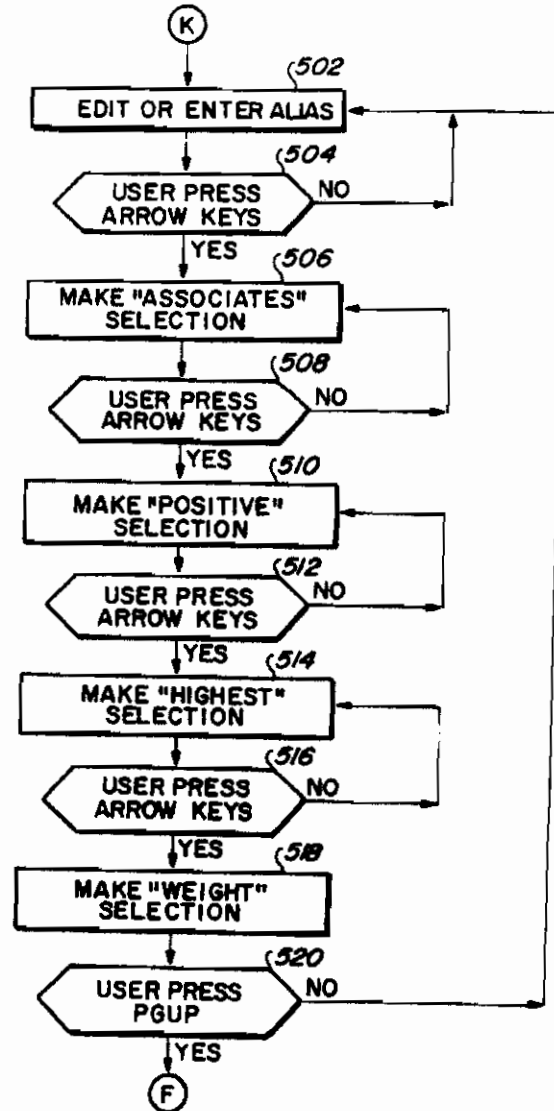 K
502
EDIT OR ENTER ALIAS
504
USER PRESS
ARROW KEYS
NO
YES
506
MAKE "ASSOCIATES"
SELECTION
508
USER PRESS
ARROW KEYS
NO
YES
510
MAKE "POSITIVE"
SELECTION
512
USER PRESS
ARROW KEYS
NO
YES
514
MAKE "HIGHEST"
SELECTION
516
USER PRESS
ARROW KEYS
NO
YES
518
MAKE "WEIGHT"
SELECTION
520
USER PRESS
PGUP
NO
YES
F